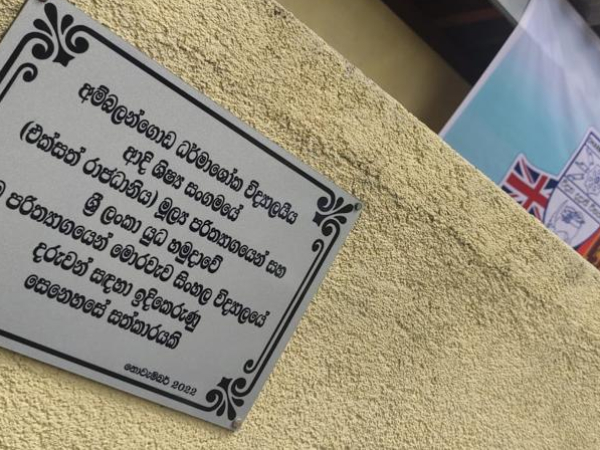 අම්බලන්ගොඩ ධර්මාශෝක විද්‍යාලයීය
ආදි ශිෂ්‍ය සංගමයේ
(එක්සත් රාජධානිය) මූල්‍ය පරිත්‍යාගයෙන් සහ
ශ්‍රී ලංකා යුධ හමුදාවේ
පරිත්‍යාගයෙන් මොරවැව සිංහල විද්‍යාලයේ
දරුවන් සඳහා ඉදිකෙරුණු
සෙනෙහසේ සත්කාරයකි
නොවැම්බර් 2022